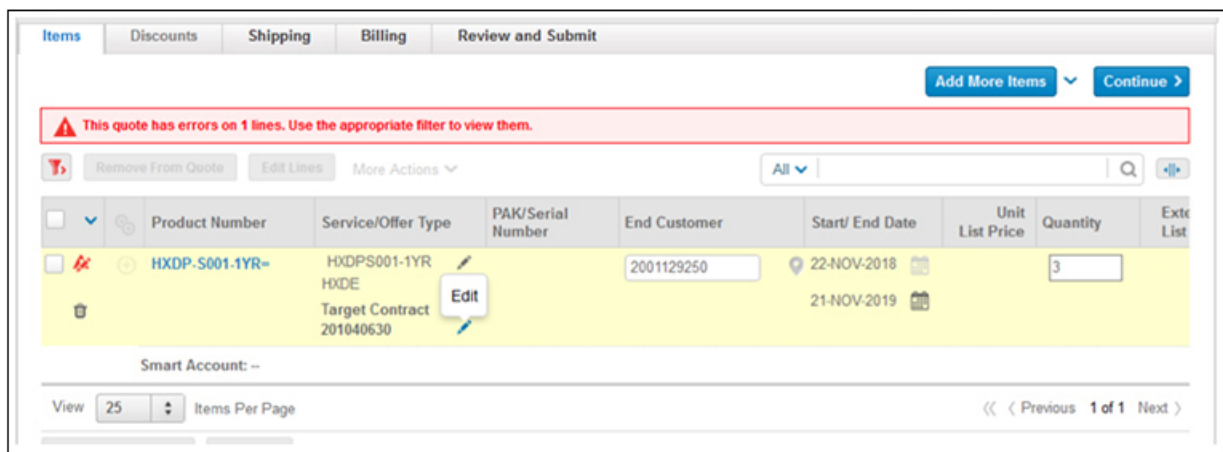 Items Discounts Shipping Billing Review and Submit
Add More Items Continue >
This quote has errors on 1 lines. Use the appropriate filter to view them.
Remove From Quote Edit Lines More Actions All
Product Number Service/Offer Type PAK/Serial Number End Customer Start/ End Date Unit List Price Quantity Exte List
HXDP-S001-1YR= HXDPS001-1YR 2001129250 22-NOV-2018 3
HXDE
Edit
Target Contract 21-NOV-2019
201040630
Smart Account: --
View 25 Items Per Page Previous 1 of 1 Next